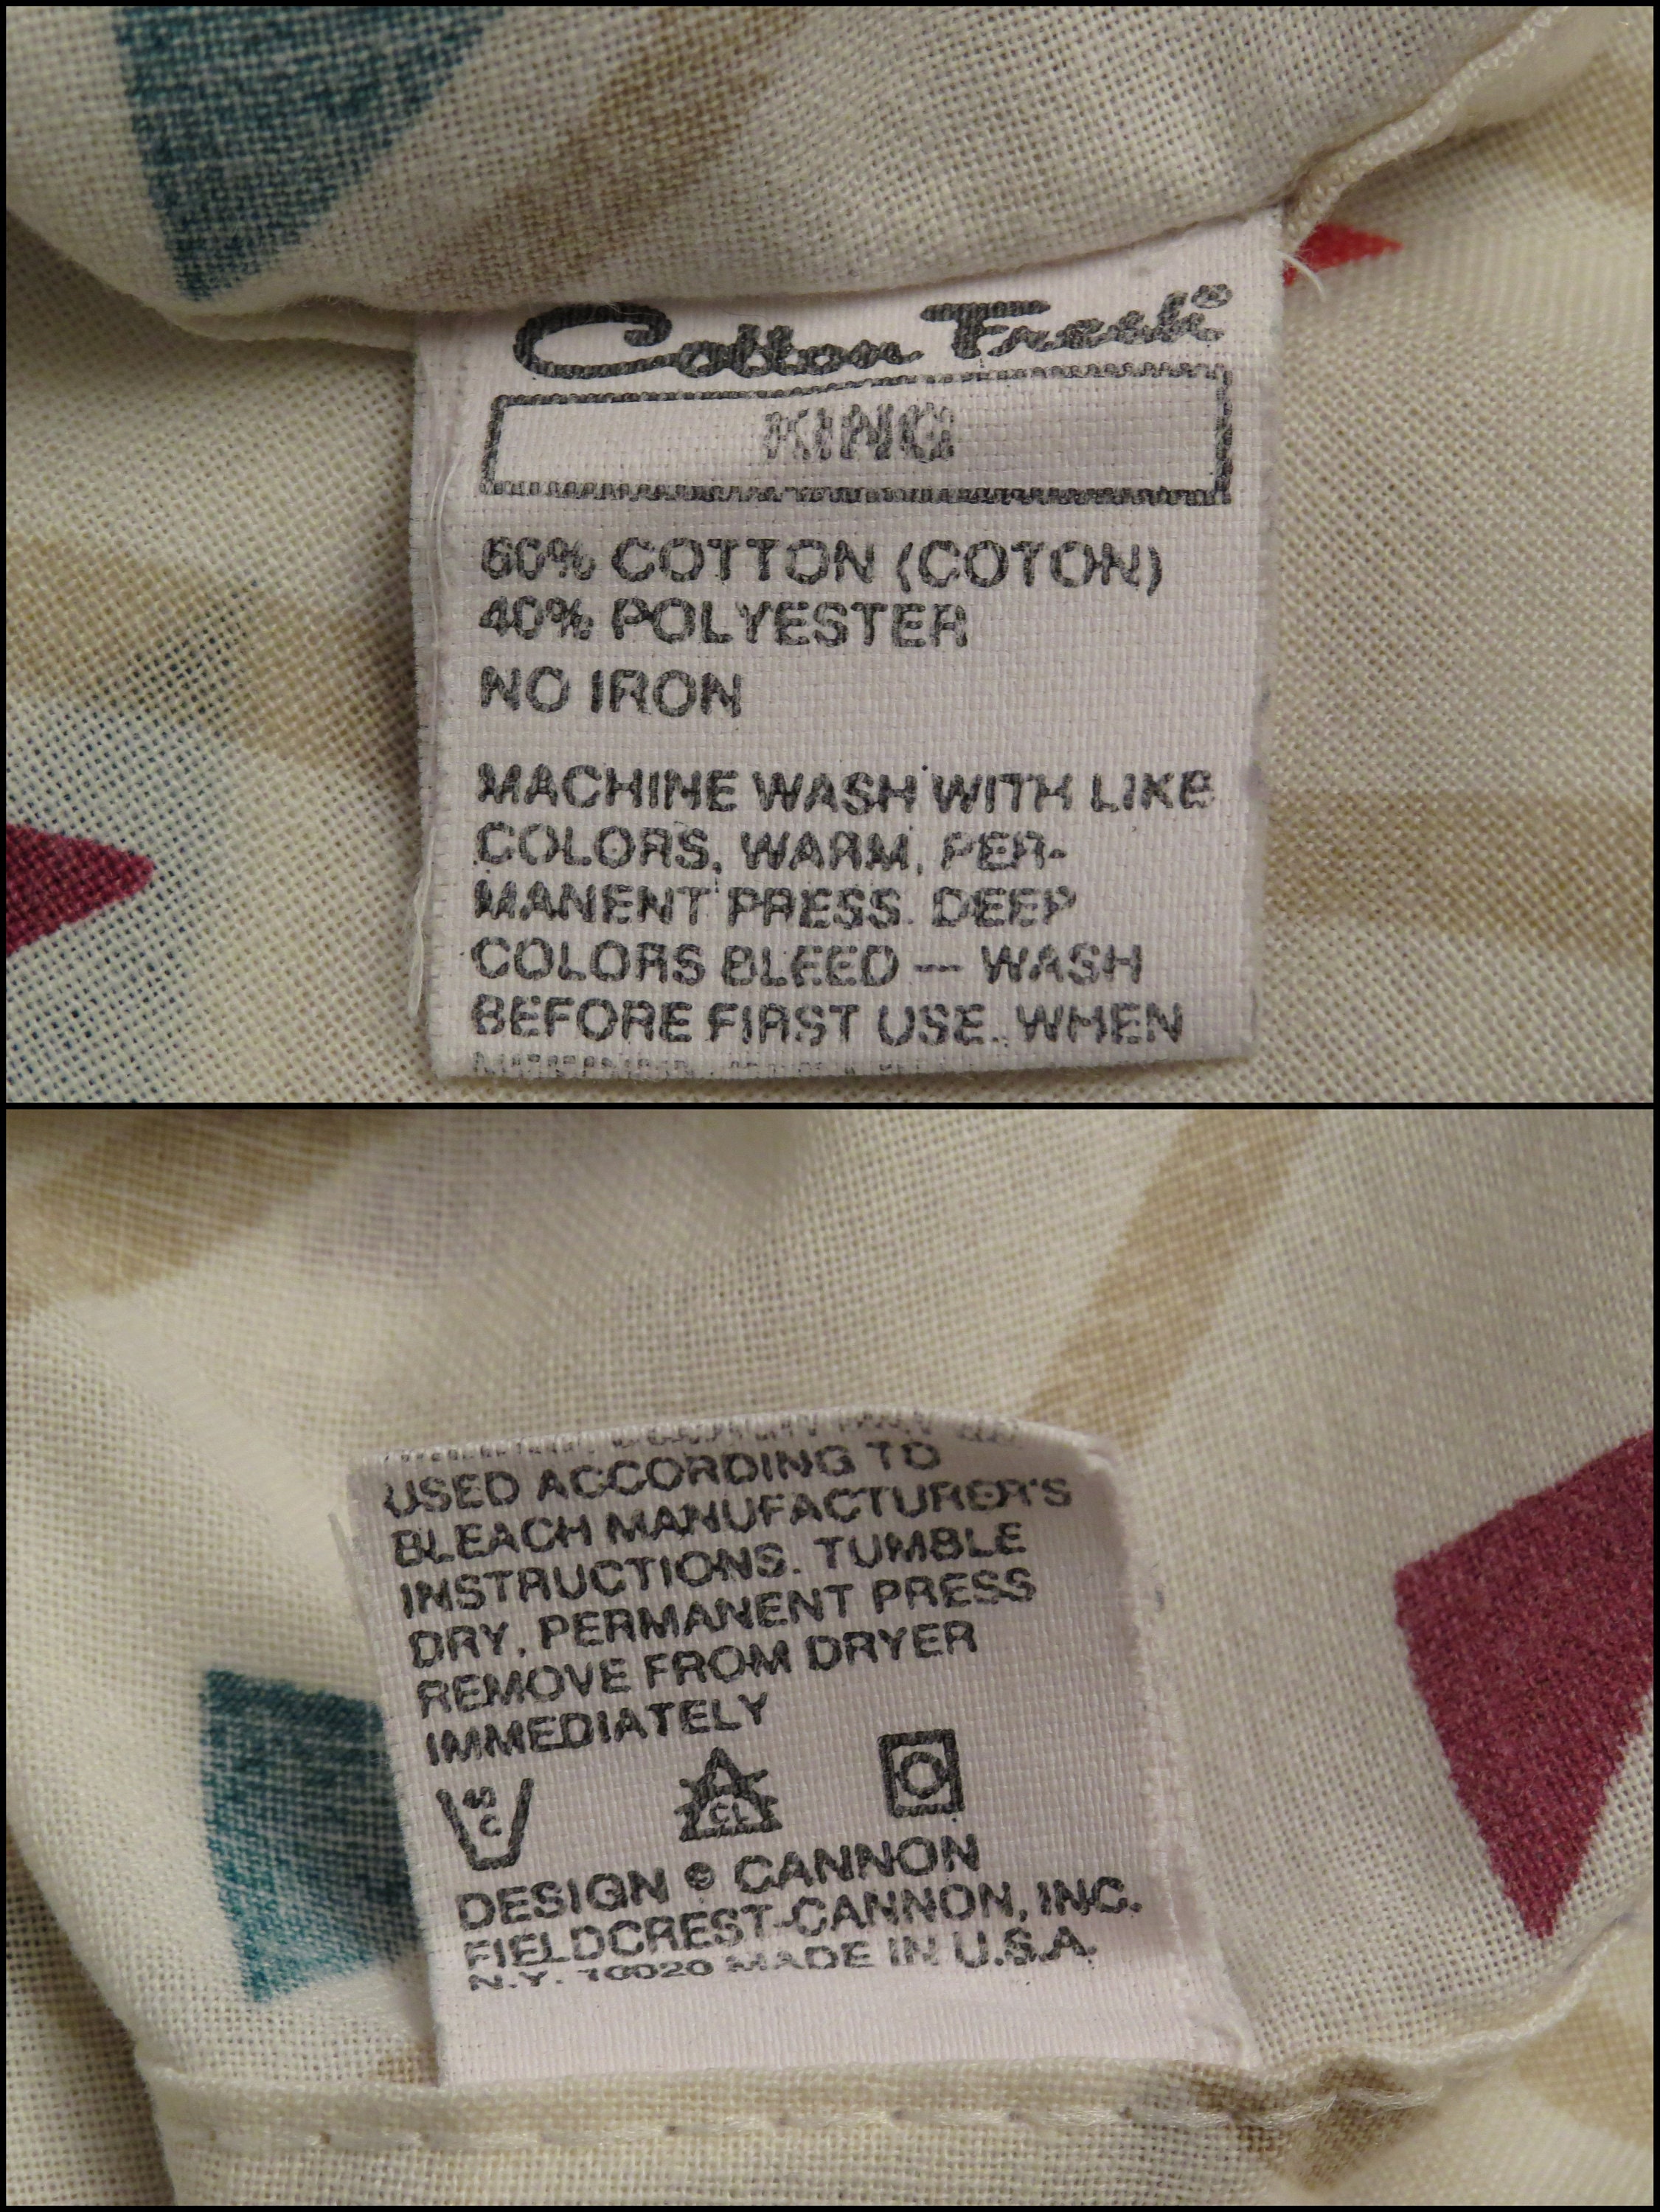 Cotton Fresh®
KING
60% COTTON (COTON)
40% POLYESTER
NO IRON
MACHINE WASH WITH LIKE
COLORS, WARM, PER-
MANENT PRESS. DEEP
COLORS BLEED — WASH
BEFORE FIRST USE. WHEN
USED ACCORDING TO
BLEACH MANUFACTURER'S
INSTRUCTIONS. TUMBLE
DRY, PERMANENT PRESS
REMOVE FROM DRYER
IMMEDIATELY
CL
DESIGN © CANNON
FIELDCREST-CANNON, INC.
N.Y. 10020 MADE IN U.S.A.